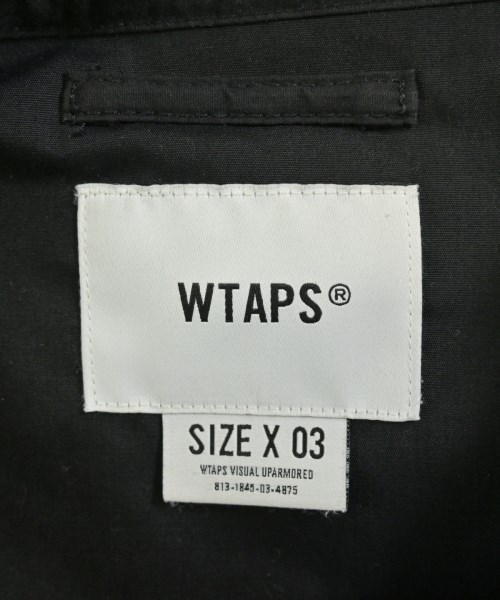 WTAPS®
SIZE X 03
WTAPS VISUAL UPARMORED
813-1845-03-4875